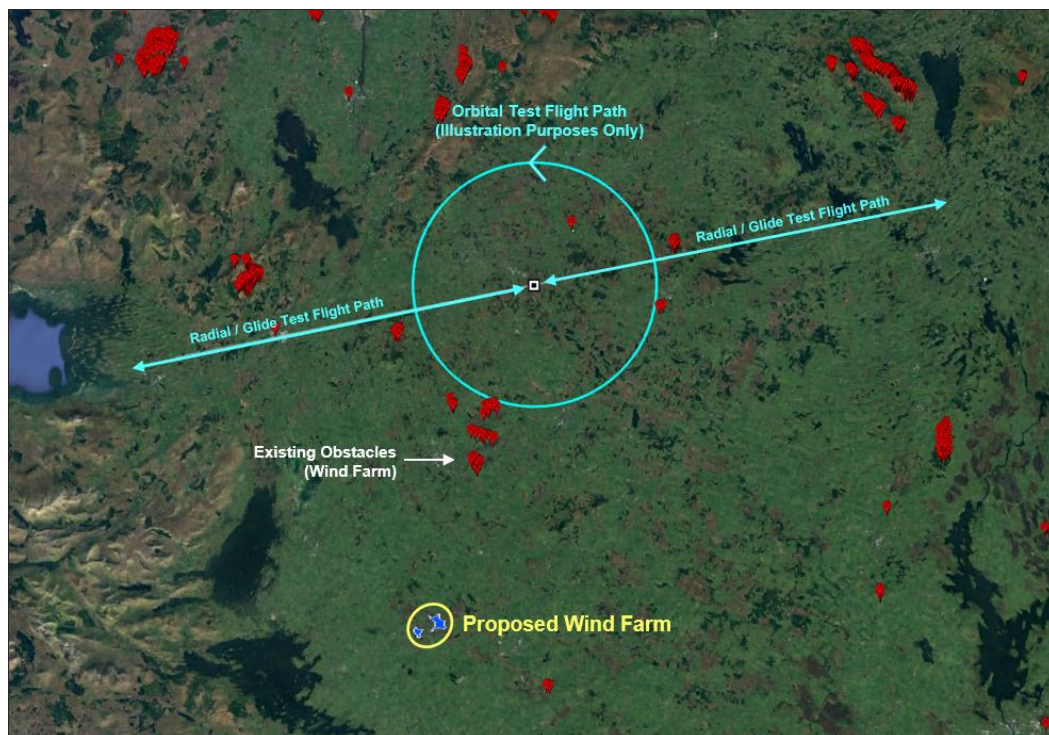 Orbital Test Flight Path
(Illustration Purposes Only)
Radial / Glide Test Flight Path
Radial / Glide Test Flight Path
Existing Obstacles
(Wind Farm)
Proposed Wind Farm